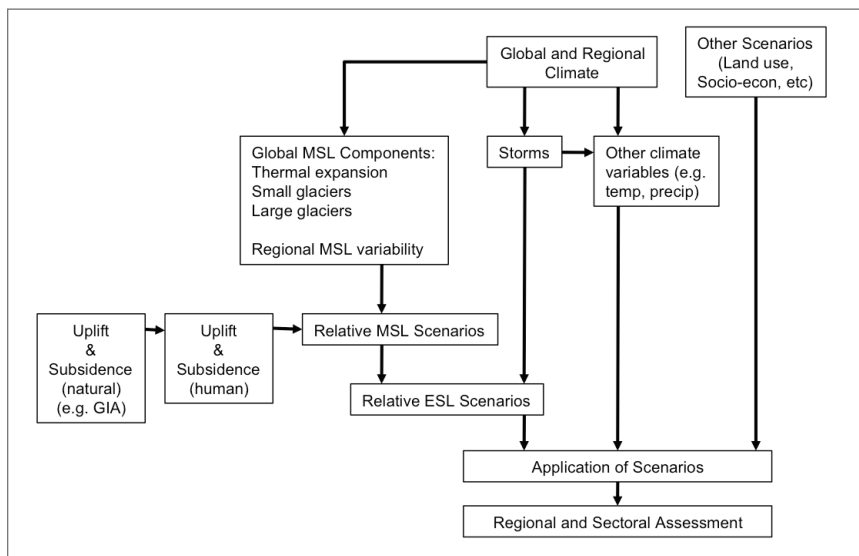 Global and Regional
Climate
Other Scenarios
(Land use,
Socio-econ, etc)
Global MSL Components:
Thermal expansion
Small glaciers
Large glaciers
Regional MSL variability
Storms
Other climate
variables (e.g.
temp, precip)
Uplift
&
Subsidence
(natural)
(e.g. GIA)
Uplift
&
Subsidence
(human)
Relative MSL Scenarios
Relative ESL Scenarios
Application of Scenarios
Regional and Sectoral Assessment